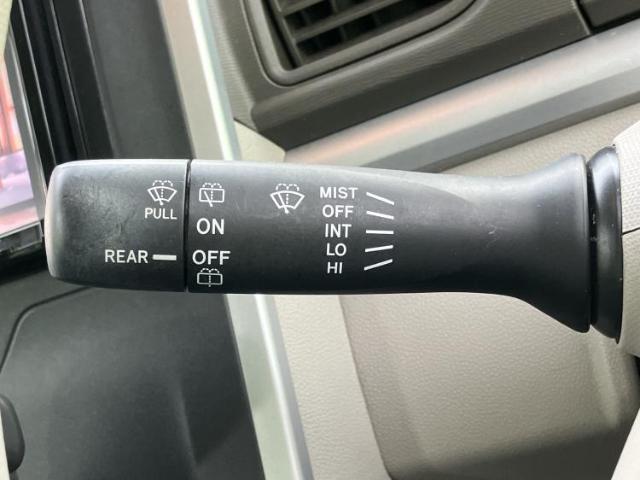 PULL
REAR
ON
OFF
MIST
OFF
INT
LO
HI